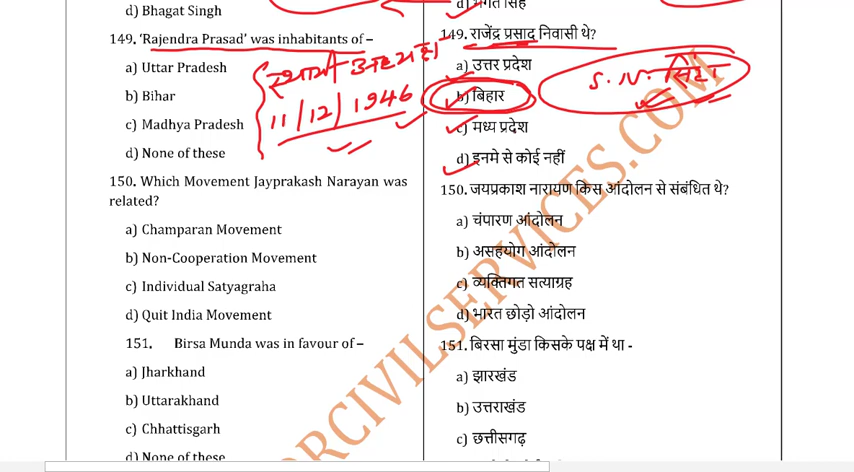 d) Bhagat Singh
149. 'Rajendra Prasad' was inhabitants of –
a) Uttar Pradesh
b) Bihar
c) Madhya Pradesh
d) None of these
150. Which Movement Jayprakash Narayan was
related?
a) Champaran Movement
b) Non-Cooperation Movement
c) Individual Satyagraha
d) Quit India Movement
151. Birsa Munda was in favour of –
a) Jharkhand
b) Uttarakhand
c) Chhattisgarh
d) None of these
11/12/1946
d) भगत सिंह
149. राजेंद्र प्रसाद निवासी थे?
a) उत्तर प्रदेश
b) बिहार
c) मध्य प्रदेश
d) इनमे से कोई नहीं
S.N. सिंहा
150. जयप्रकाश नारायण किस आंदोलन से संबंधित थे?
a) चंपारण आंदोलन
b) असहयोग आंदोलन
c) व्यक्तिगत सत्याग्रह
d) भारत छोड़ो आंदोलन
151. बिरसा मुंडा किसके पक्ष में था -
a) झारखंड
b) उत्तराखंड
c) छत्तीसगढ़
ORCIVILSERVICES.COM